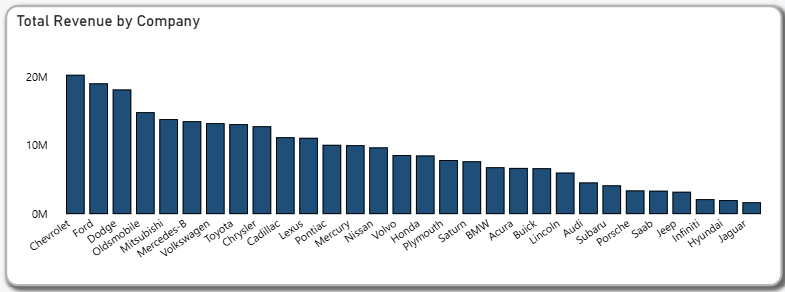 Total Revenue by Company
20M
10M
0M
Chevrolet
Ford
Dodge
Oldsmobile
Mitsubishi
Mercedes-B
Volkswagen
Toyota
Chrysler
Cadillac
Lexus
Pontiac
Mercury
Nissan
Volvo
Honda
Plymouth
Saturn
BMW
Acura
Buick
Lincoln
Audi
Subaru
Porsche
Saab
Jeep
Infiniti
Hyundai
Jaguar